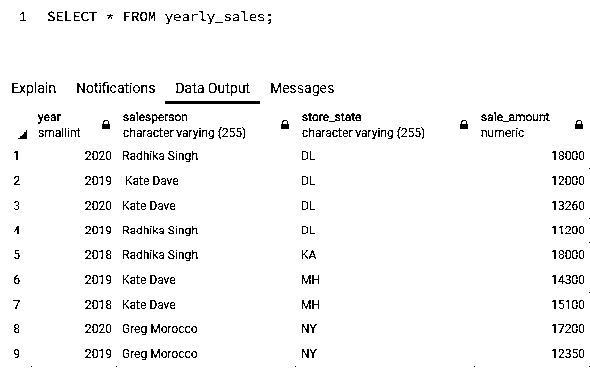 1 SELECT * FROM yearly_sales;
Explain Notifications Data Output Messages
year salesperson store_state sale_amount
smallint character varying (255) character varying (255) numeric
1 2020 Radhika Singh DL 18000
2 2019 Kate Dave DL 12000
3 2020 Kate Dave DL 13260
4 2019 Radhika Singh DL 11200
5 2018 Radhika Singh KA 18000
6 2019 Kate Dave MH 14300
7 2018 Kate Dave MH 15100
8 2020 Greg Morocco NY 17200
9 2019 Greg Morocco NY 12350